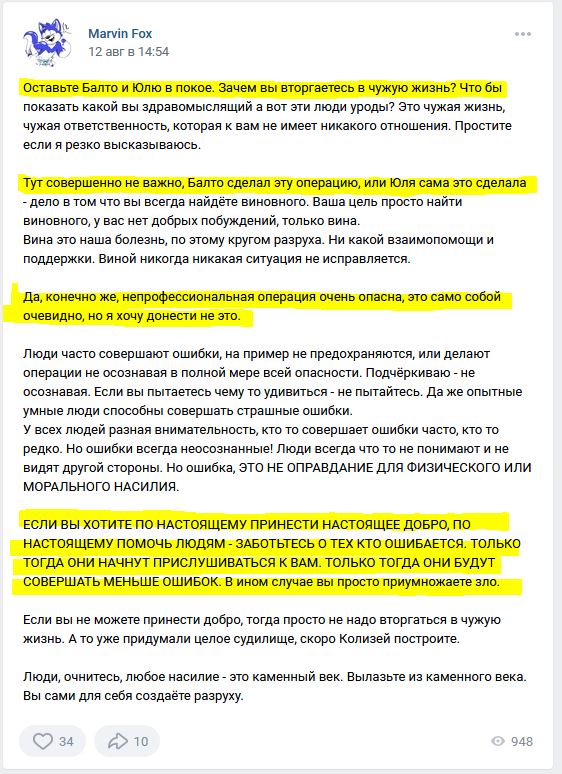 Marvin Fox
12 авг в 14:54
Оставьте Балто и Юлю в покое. Зачем вы вторгаетесь в чужую жизнь? Что бы
показать какой вы здравомыслящий а вот эти люди уроды? Это чужая жизнь,
чужая ответственность, которая к вам не имеет никакого отношения. Простите
если я резко высказываюсь.
Тут совершенно не важно, Балто сделал эту операцию, или Юля сама это сделала
- дело в том что вы всегда найдёте виновного. Ваша цель просто найти
виновного, у вас нет добрых побуждений, только вина.
Вина это наша болезнь, по этому кругом разруха. Ни какой взаимопомощи и
поддержки. Виной никогда никакая ситуация не исправляется.
Да, конечно же, непрофессиональная операция очень опасна, это само собой
очевидно, но я хочу донести не это.
Люди часто совершают ошибки, на пример не предохраняются, или делают
операции не осознавая в полной мере всей опасности. Подчёркиваю - не
осознавая. Если вы пытаетесь чему то удивиться - не пытайтесь. Да же опытные
умные люди способны совершать страшные ошибки.
У всех людей разная внимательность, кто то совершает ошибки часто, кто то
редко. Но ошибки всегда неосознанные! Люди всегда что то не понимают и не
видят другой стороны. Но ошибка, ЭТО НЕ ОПРАВДАНИЕ ДЛЯ ФИЗИЧЕСКОГО ИЛИ
МОРАЛЬНОГО НАСИЛИЯ.
ЕСЛИ ВЫ ХОТИТЕ ПО НАСТОЯЩЕМУ ПРИНЕСТИ НАСТОЯЩЕЕ ДОБРО, ПО
НАСТОЯЩЕМУ ПОМОЧЬ ЛЮДЯМ - ЗАБОТЬТЕСЬ О ТЕХ КТО ОШИБАЕТСЯ. ТОЛЬКО
ТОГДА ОНИ НАЧНУТ ПРИСЛУШИВАТЬСЯ К ВАМ. ТОЛЬКО ТОГДА ОНИ БУДУТ
СОВЕРШАТЬ МЕНЬШЕ ОШИБОК. В ином случае вы просто приумножаете зло.
Если вы не можете принести добро, тогда просто не надо вторгаться в чужую
жизнь. А то уже придумали целое судилище, скоро Колизей построите.
Люди, очнитесь, любое насилие - это каменный век. Вылазьте из каменного века.
Вы сами для себя создаёте разруху.
34 10 948